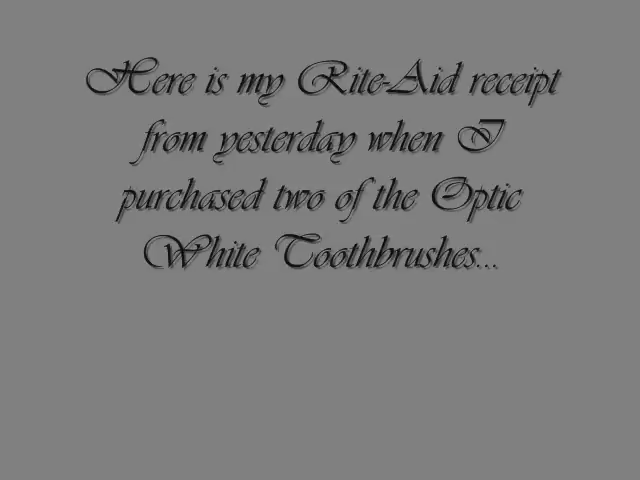 Here is my Rite-Aid receipt
from yesterday when I
purchased two of the Optic
White Toothbrushes...